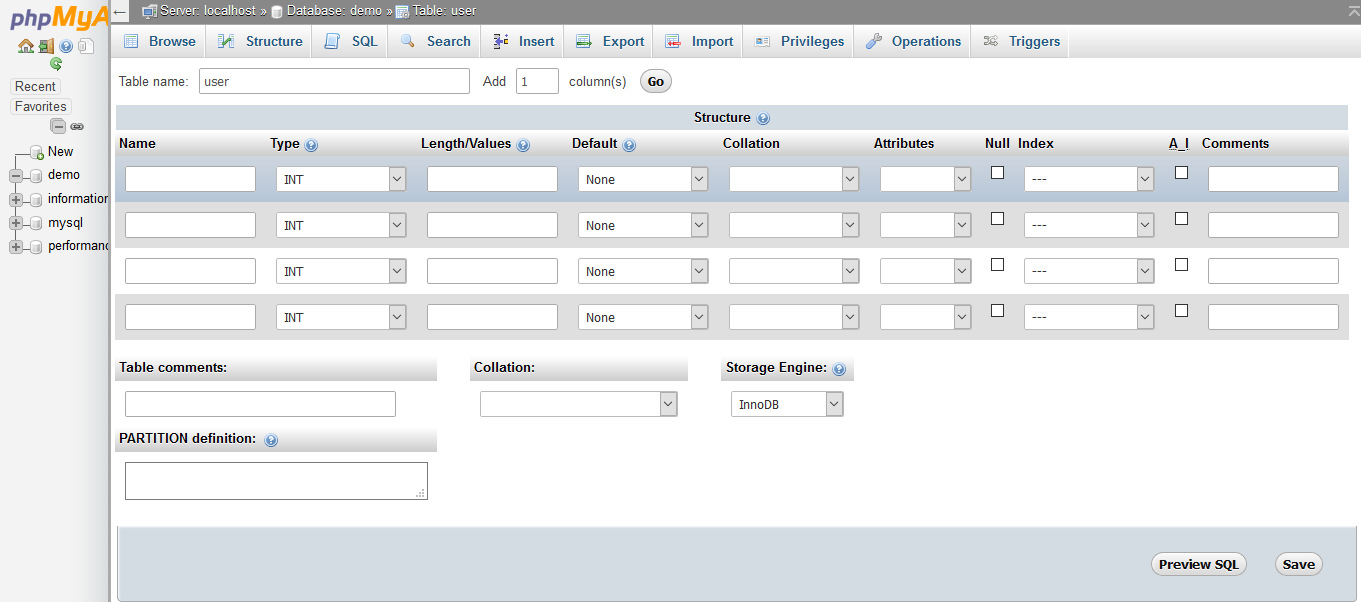 phpMyA
← Server: localhost » Database: demo » Table: user
Browse Structure SQL Search Insert Export Import Privileges Operations Triggers
Recent
Favorites
New
demo
information
mysql
performanc
Table name: user Add 1 column(s) Go
Structure
Name Type Length/Values Default Collation Attributes Null Index A_I Comments
INT None ---
INT None ---
INT None ---
INT None ---
Table comments: Collation: Storage Engine:
InnoDB
PARTITION definition:
Preview SQL Save